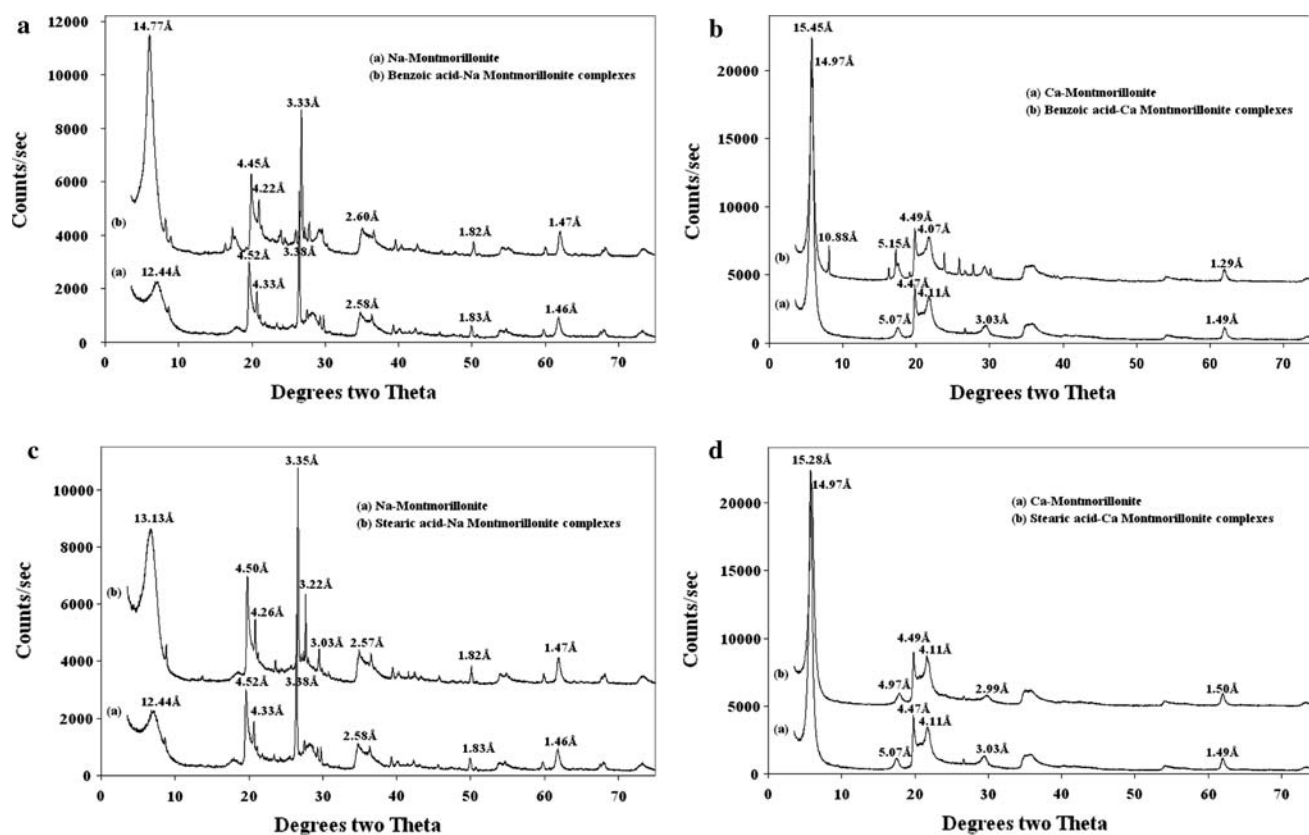 a
12000
10000
8000
6000
4000
2000
0
Counts/sec
14.77Å
(a) Na-Montmorillonite
(b) Benzoic acid-Na Montmorillonite complexes
3.33Å
4.45Å
4.22Å
2.60Å
1.82Å
1.47Å
(b)
4.52Å
3.38Å
(a)
12.44Å
4.33Å
2.58Å
1.83Å
1.46Å
0 10 20 30 40 50 60 70
Degrees two Theta
b
20000
15000
10000
5000
0
Counts/sec
15.45Å
14.97Å
(a) Ca-Montmorillonite
(b) Benzoic acid-Ca Montmorillonite complexes
10.88Å
5.15Å
4.49Å
4.07Å
(b)
1.29Å
4.47Å
4.11Å
(a)
5.07Å
3.03Å
1.49Å
0 10 20 30 40 50 60 70
Degrees two Theta
c
10000
8000
6000
4000
2000
0
Counts/sec
3.35Å
(a) Na-Montmorillonite
(b) Stearic acid-Na Montmorillonite complexes
13.13Å
4.50Å
3.22Å
(b)
4.26Å
3.03Å
2.57Å
1.82Å
1.47Å
4.52Å
3.38Å
(a)
12.44Å
4.33Å
2.58Å
1.83Å
1.46Å
0 10 20 30 40 50 60 70
Degrees two Theta
d
20000
15000
10000
5000
0
Counts/sec
15.28Å
14.97Å
(a) Ca-Montmorillonite
(b) Stearic acid-Ca Montmorillonite complexes
4.49Å
4.11Å
(b)
4.97Å
2.99Å
1.50Å
4.47Å
4.11Å
(a)
5.07Å
3.03Å
1.49Å
0 10 20 30 40 50 60 70
Degrees two Theta